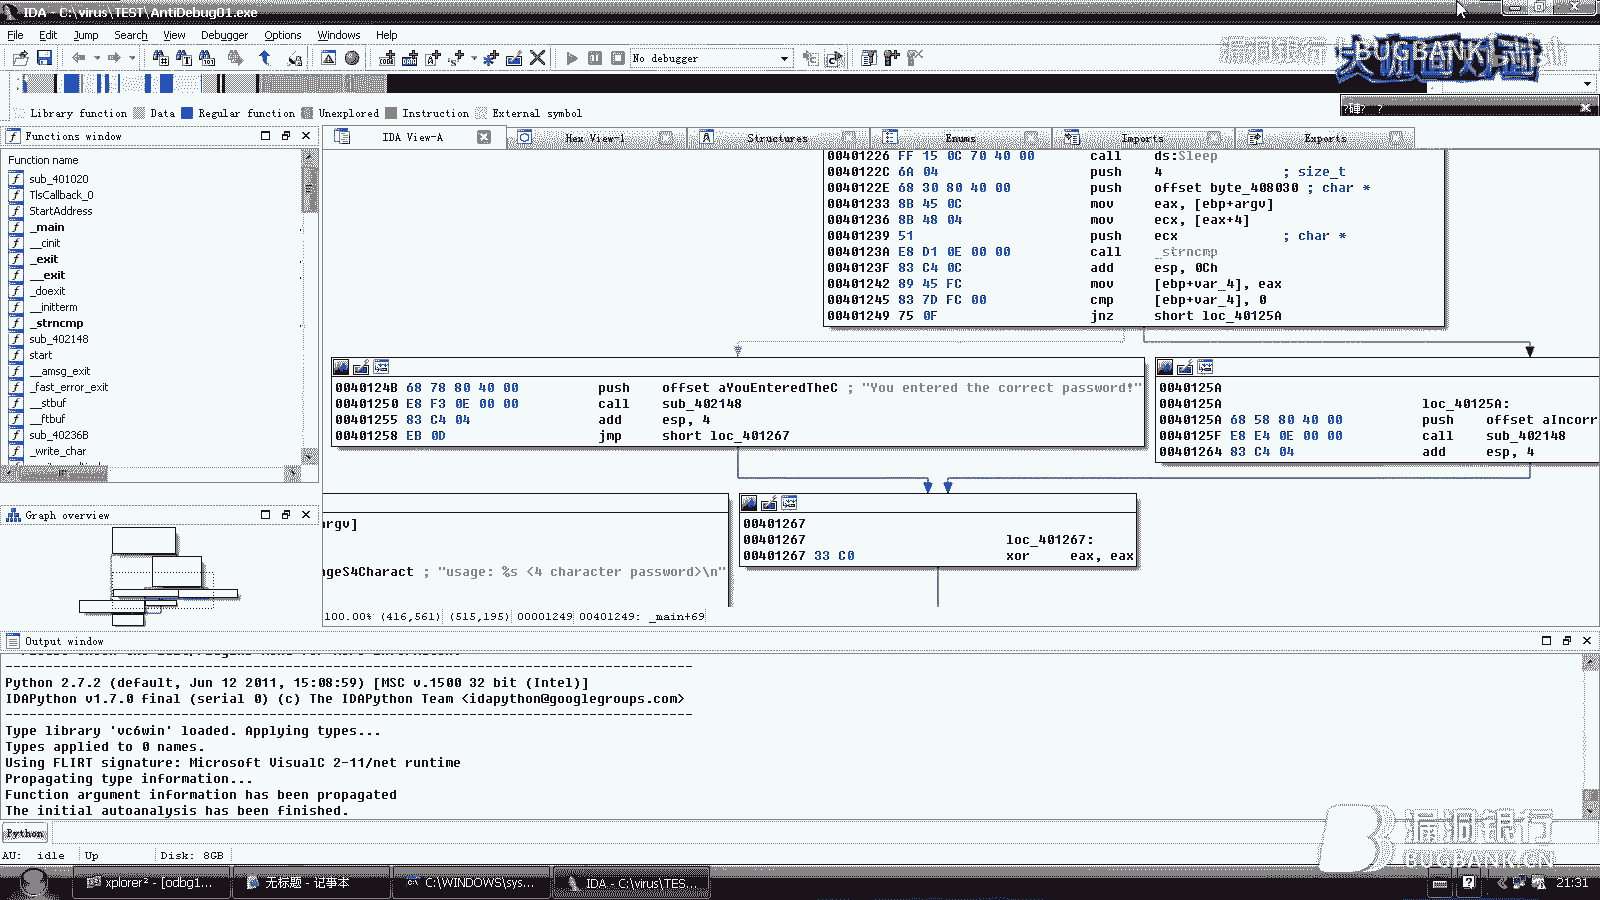 IDA - C:\virus\TEST\AntiDebug01.exe
File Edit Jump Search View Debugger Options Windows Help
No debugger
漏洞银行 BUGBANK
Library function Data Regular function Unexplored Instruction External symbol
Functions window
IDA View-A Hex View-1 Structures Enums Imports Exports
Function name
sub_401020
TlsCallback_0
StartAddress
_main
__cinit
_exit
__exit
_doexit
__initterm
_strncmp
sub_402148
start
__amsg_exit
_fast_error_exit
__stbuf
__ftbuf
sub_40236B
_write_char
00401226 FF 15 0C 70 40 00 call ds:Sleep
0040122C 6A 04 push 4 ; size_t
0040122E 68 30 80 40 00 push offset byte_408030 ; char *
00401233 8B 45 0C mov eax, [ebp+argv]
00401236 8B 48 04 mov ecx, [eax+4]
00401239 51 push ecx ; char *
0040123A E8 D1 0E 00 00 call _strncmp
0040123F 83 C4 0C add esp, 0Ch
00401242 89 45 FC mov [ebp+var_4], eax
00401245 83 7D FC 00 cmp [ebp+var_4], 0
00401249 75 0F jnz short loc_40125A
0040124B 68 78 80 40 00 push offset aYouEnteredTheC ; "You entered the correct password!"
00401250 E8 F3 0E 00 00 call sub_402148
00401255 83 C4 04 add esp, 4
00401258 EB 0D jmp short loc_401267
0040125A
0040125A loc_40125A:
0040125A 68 58 80 40 00 push offset aIncorr
0040125F E8 E4 0E 00 00 call sub_402148
00401264 83 C4 04 add esp, 4
00401267
00401267 loc_401267:
00401267 33 C0 xor eax, eax
argv]
ageS4Charact ; "usage: %s <4 character password>\n"
100.00% (416,561) (515,195) 00001249 00401249: _main+69
Graph overview
Output window
Python 2.7.2 (default, Jun 12 2011, 15:08:59) [MSC v.1500 32 bit (Intel)]
IDAPython v1.7.0 final (serial 0) (c) The IDAPython Team <idapython@googlegroups.com>
Type library 'vc6win' loaded. Applying types...
Types applied to 0 names.
Using FLIRT signature: Microsoft VisualC 2-11/net runtime
Propagating type information...
Function argument information has been propagated
The initial autoanalysis has been finished.
Python
AU: idle Up Disk: 8GB
漏洞银行
BUGBANK.CN
xplorer² - [odbg1... 无标题 - 记事本 C:\WINDOWS\sys... IDA - C:\virus\TES... 21:31